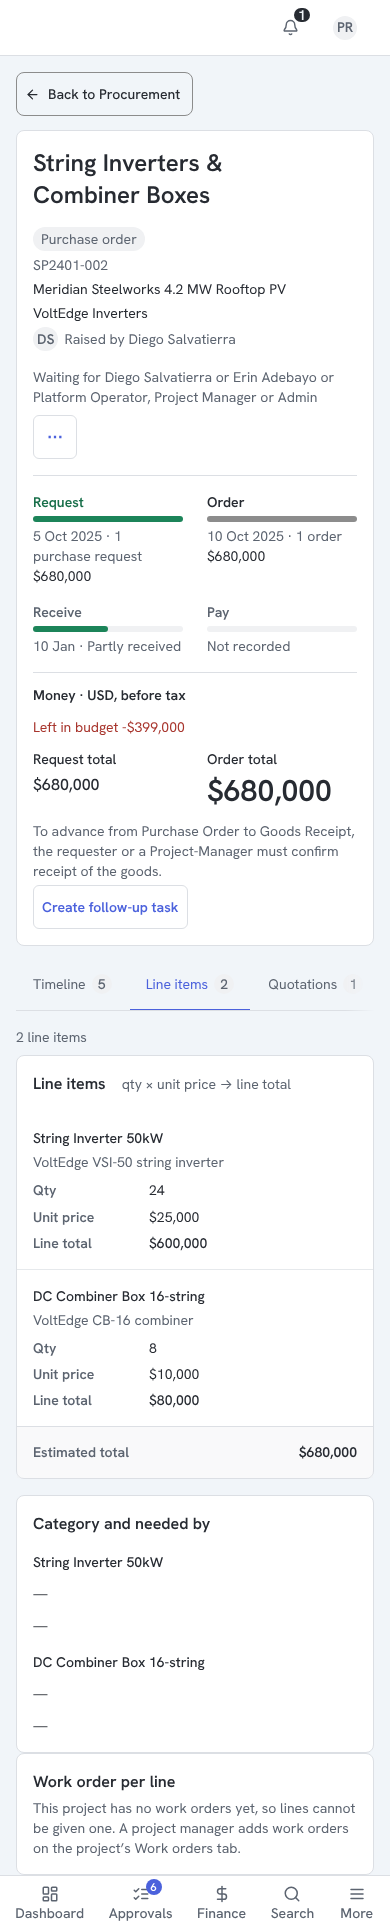 1
PR
← Back to Procurement
String Inverters &
Combiner Boxes
Purchase order
SP2401-002
Meridian Steelworks 4.2 MW Rooftop PV
VoltEdge Inverters
DS Raised by Diego Salvatierra
Waiting for Diego Salvatierra or Erin Adebayo or
Platform Operator, Project Manager or Admin
...
Request
5 Oct 2025 · 1
purchase request
$680,000
Order
10 Oct 2025 · 1 order
$680,000
Receive
10 Jan · Partly received
Pay
Not recorded
Money · USD, before tax
Left in budget -$399,000
Request total
$680,000
Order total
$680,000
To advance from Purchase Order to Goods Receipt,
the requester or a Project-Manager must confirm
receipt of the goods.
Create follow-up task
Timeline 5 Line items 2 Quotations 1
2 line items
Line items qty × unit price → line total
String Inverter 50kW
VoltEdge VSI-50 string inverter
Qty 24
Unit price $25,000
Line total $600,000
DC Combiner Box 16-string
VoltEdge CB-16 combiner
Qty 8
Unit price $10,000
Line total $80,000
Estimated total $680,000
Category and needed by
String Inverter 50kW
—
—
DC Combiner Box 16-string
—
—
Work order per line
This project has no work orders yet, so lines cannot
be given one. A project manager adds work orders
on the project’s Work orders tab.
6
Dashboard Approvals Finance Search More